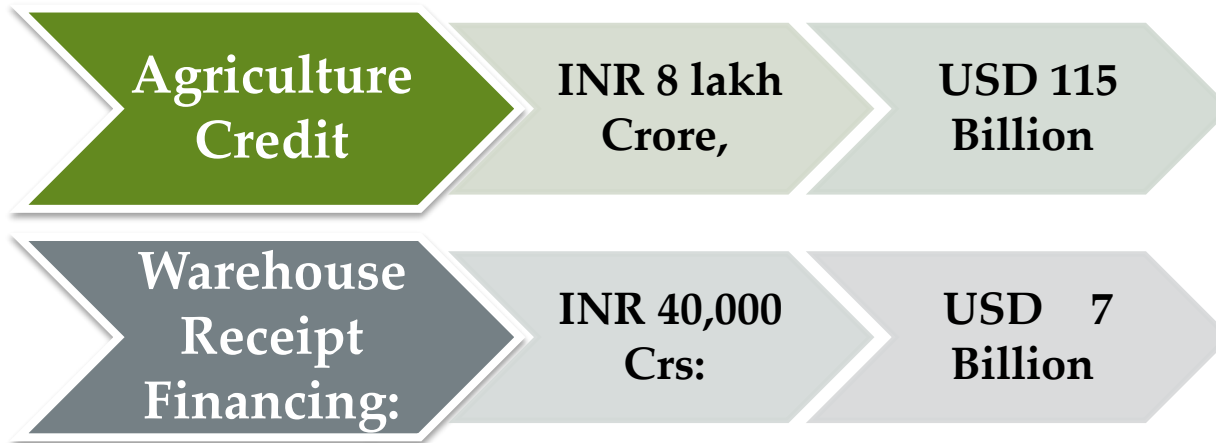 Agriculture
Credit
INR 8 lakh
Crore,
USD 115
Billion
Warehouse
Receipt
Financing:
INR 40,000
Crs:
USD 7
Billion